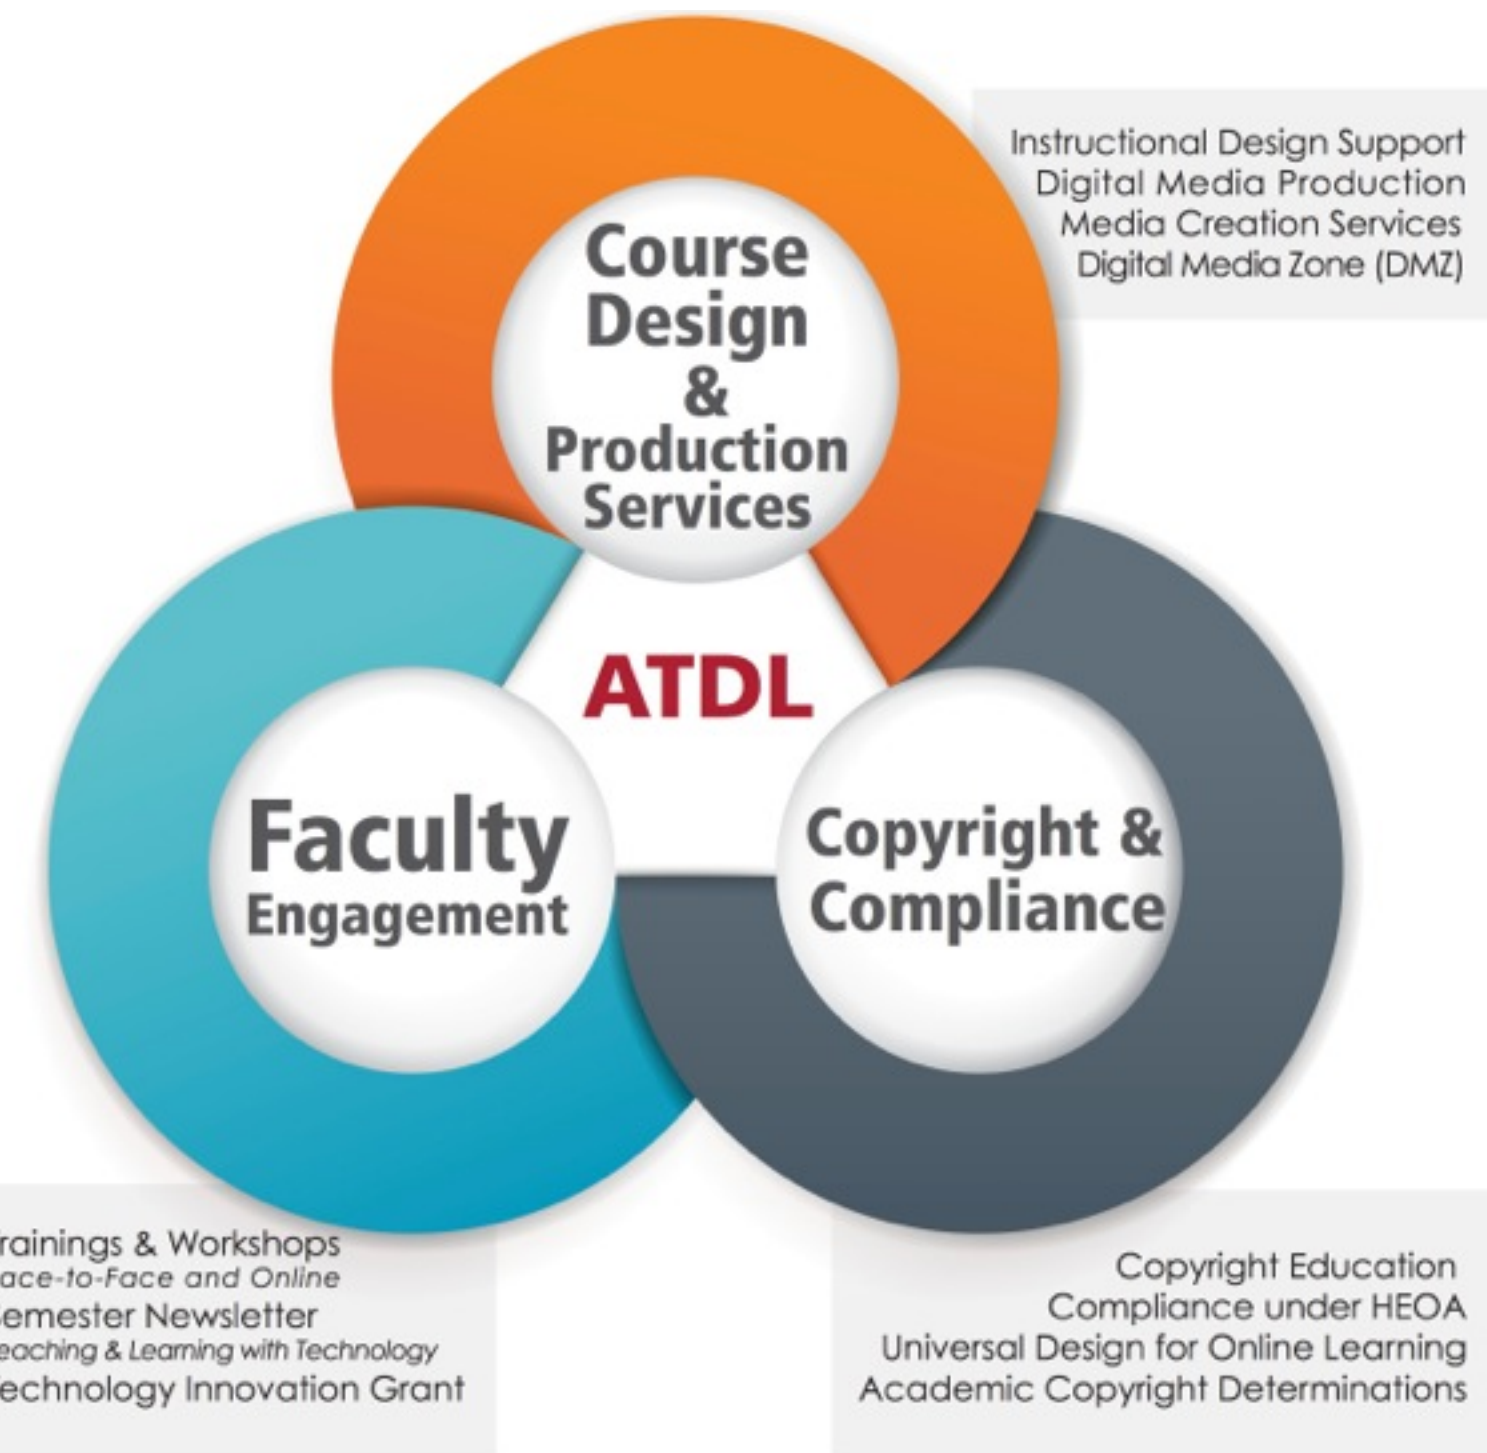 Instructional Design Support
Digital Media Production
Media Creation Services
Digital Media Zone (DMZ)
Course
Design
&
Production
Services
ATDL
Faculty
Engagement
Copyright &
Compliance
rainings & Workshops
ace-to-Face and Online
emester Newsletter
eaching & Learning with Technology
echnology Innovation Grant
Copyright Education
Compliance under HEOA
Universal Design for Online Learning
Academic Copyright Determinations